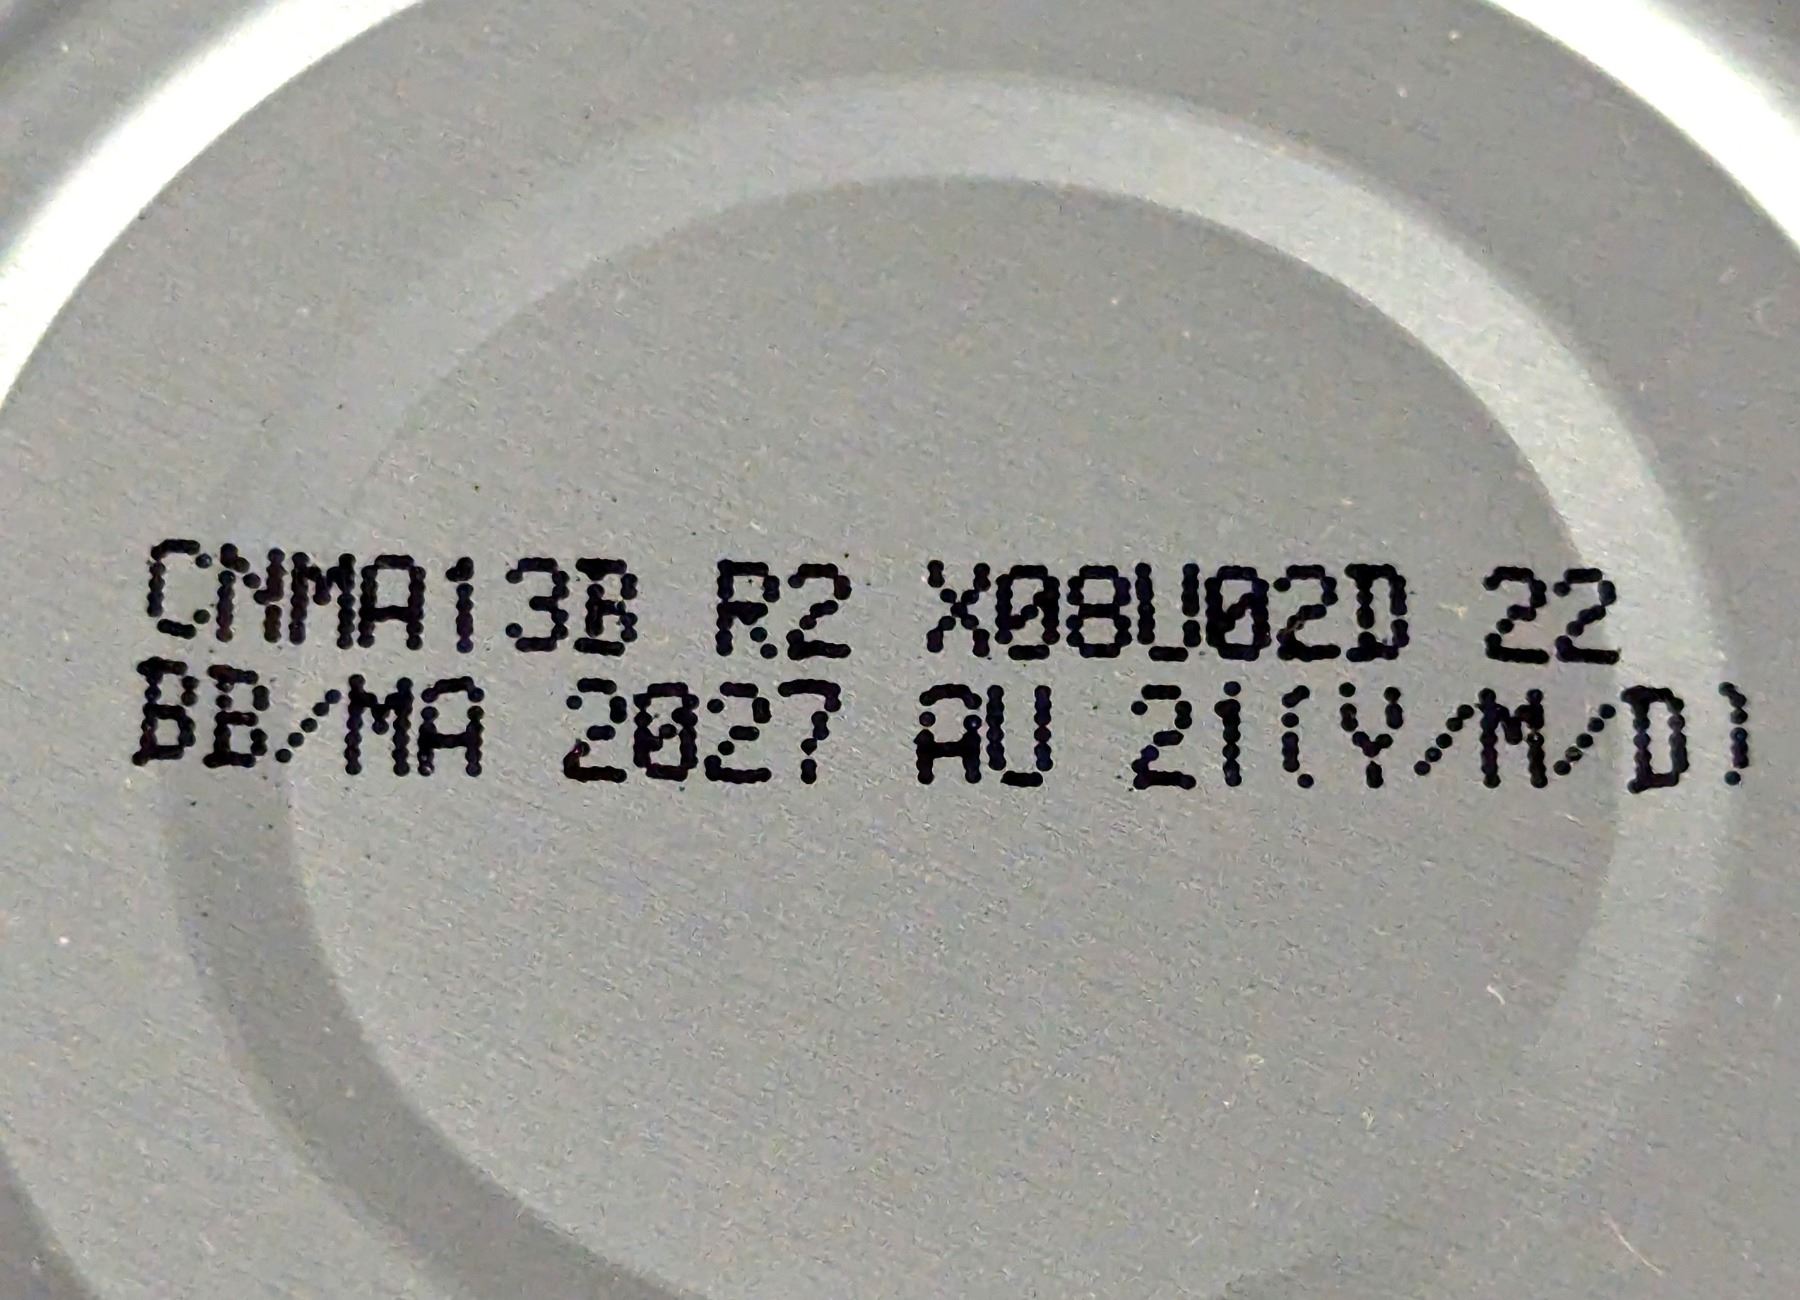 CNMA13B R2 X08U02D 22
BB/MA 2027 AU 21(Y/M/D)